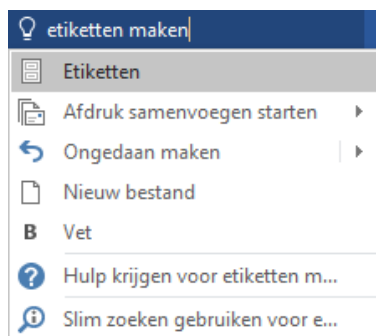 etiketten maken
Etiketten
Afdruk samenvoegen starten
Ongedaan maken
Nieuw bestand
B Vet
Hulp krijgen voor etiketten m...
Slim zoeken gebruiken voor e...